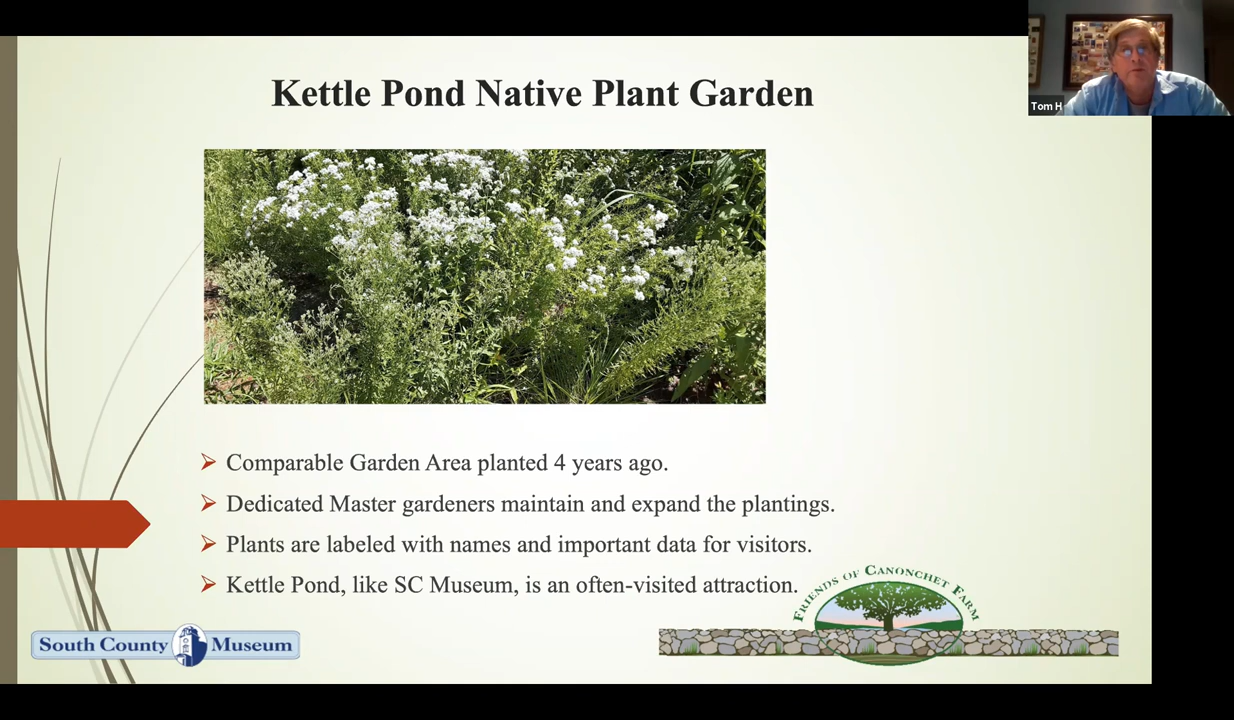 Kettle Pond Native Plant Garden
Tom H
Comparable Garden Area planted 4 years ago.
Dedicated Master gardeners maintain and expand the plantings.
Plants are labeled with names and important data for visitors.
Kettle Pond, like SC Museum, is an often-visited attraction.
FRIENDS OF CANONCHET FARM
South County Museum